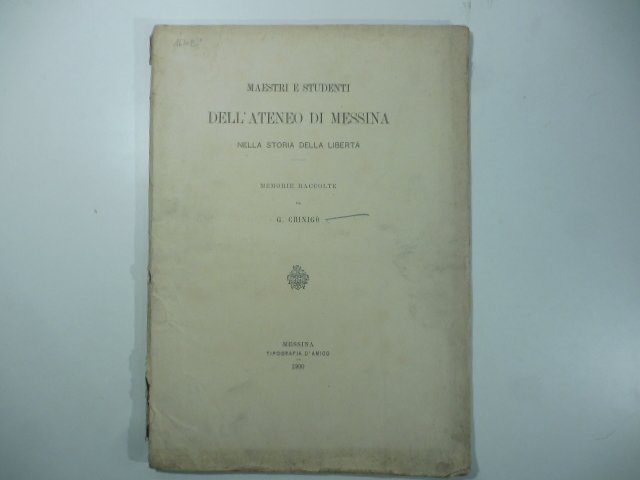 MAESTRI E STUDENTI
DELL'ATENEO DI MESSINA
NELLA STORIA DELLA LIBERTÀ
MEMORIE RACCOLTE
DA
G. CHINIGÒ
MESSINA
TIPOGRAFIA D'AMICO
1900